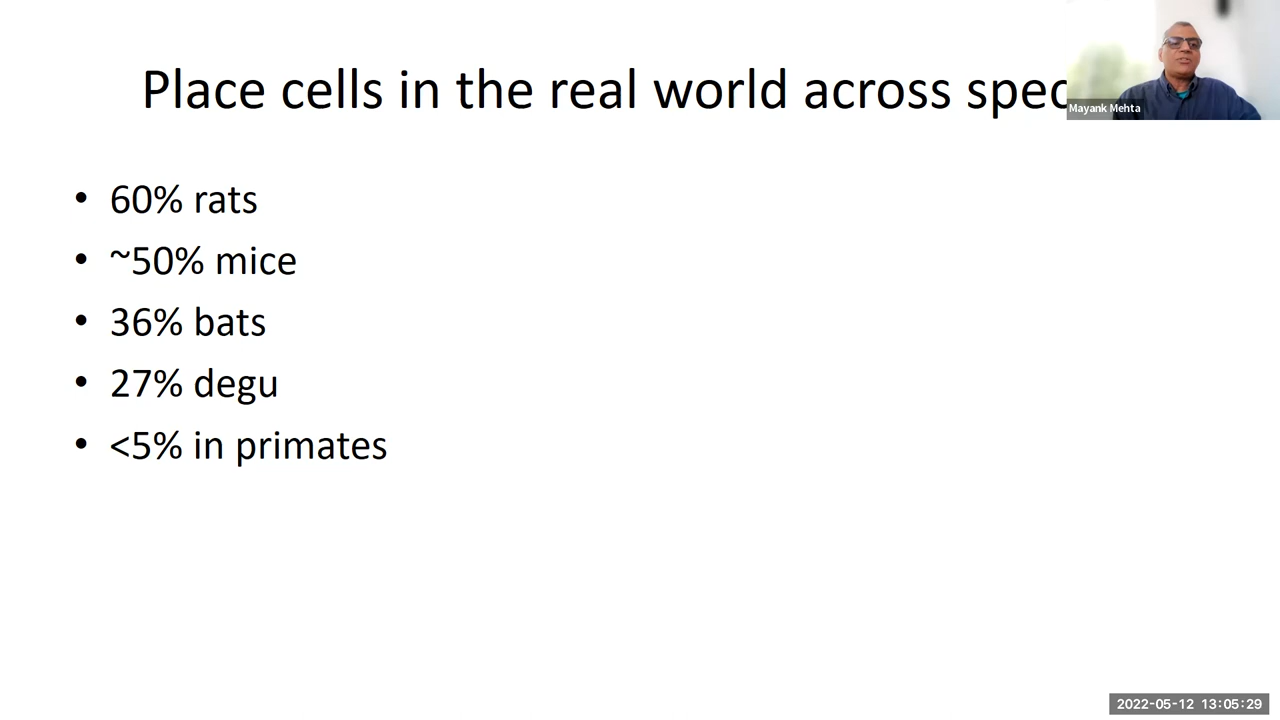 Place cells in the real world across spec
Mayank Mehta
• 60% rats
• ~50% mice
• 36% bats
• 27% degu
• <5% in primates
2022-05-12 13:05:29